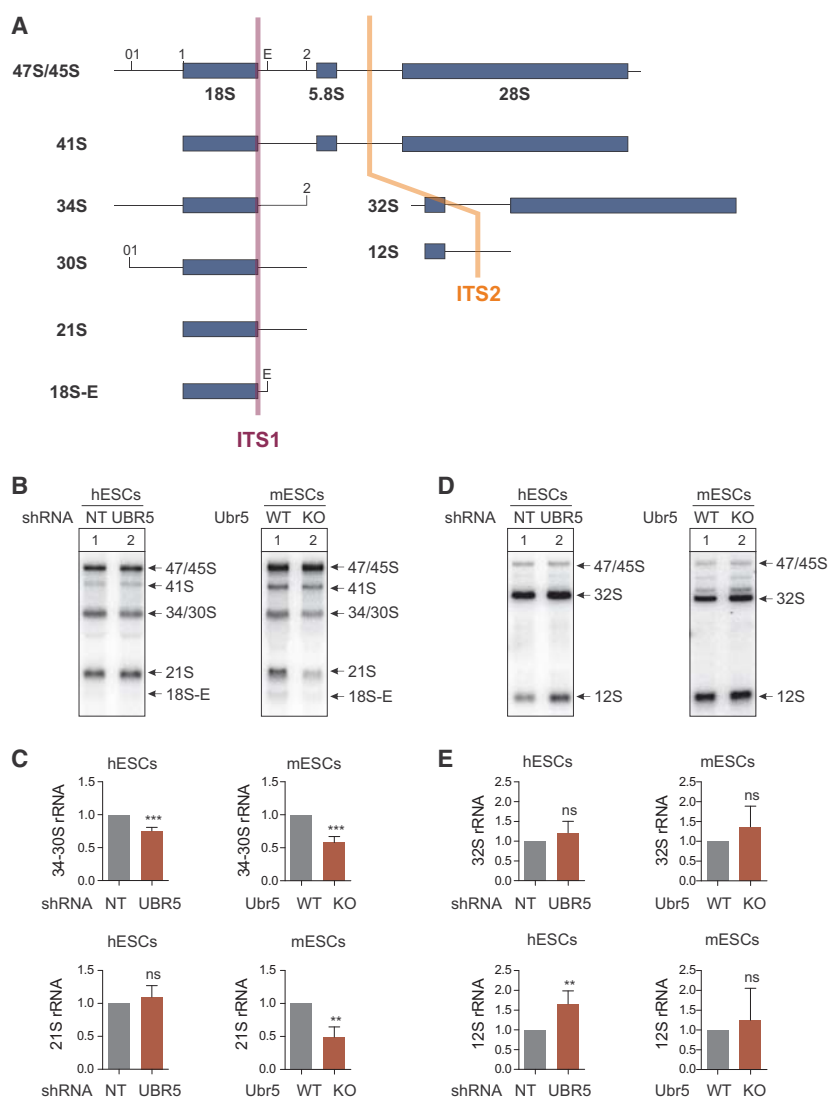 A
01 1 E 2
47S/45S
18S 5.8S 28S
41S
2
34S 32S
01
30S 12S
ITS2
21S
E
18S-E
ITS1
B
hESCs mESCs
shRNA NT UBR5 Ubr5 WT KO
1 2 1 2
47/45S 47/45S
41S 41S
34/30S 34/30S
21S 21S
18S-E 18S-E
D
hESCs mESCs
shRNA NT UBR5 Ubr5 WT KO
1 2 1 2
47/45S 47/45S
32S 32S
12S 12S
C
hESCs
34-30S rRNA
1.5
1.0
0.5
0.0
***
shRNA NT UBR5
mESCs
34-30S rRNA
1.5
1.0
0.5
0.0
***
Ubr5 WT KO
hESCs
21S rRNA
1.5
1.0
0.5
0.0
ns
shRNA NT UBR5
mESCs
21S rRNA
1.5
1.0
0.5
0.0
**
Ubr5 WT KO
E
hESCs
32S rRNA
2.5
2.0
1.5
1.0
0.5
0.0
ns
shRNA NT UBR5
mESCs
32S rRNA
2.5
2.0
1.5
1.0
0.5
0.0
ns
Ubr5 WT KO
hESCs
12S rRNA
2.5
2.0
1.5
1.0
0.5
0.0
**
shRNA NT UBR5
mESCs
12S rRNA
2.5
2.0
1.5
1.0
0.5
0.0
ns
Ubr5 WT KO